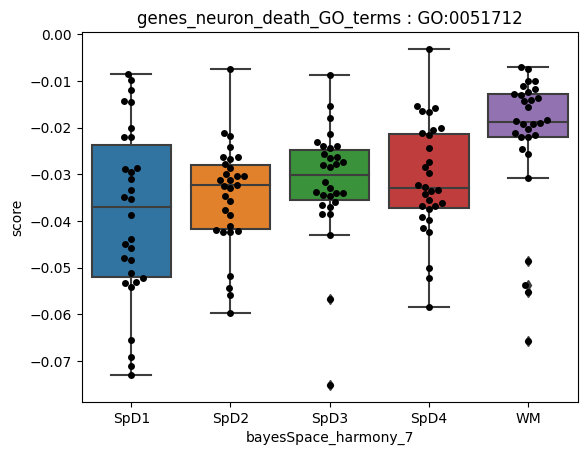 genes_neuron_death_GO_terms : GO:0051712
0.00
−0.01
−0.02
−0.03
−0.04
−0.05
−0.06
−0.07
score
SpD1 SpD2 SpD3 SpD4 WM
bayesSpace_harmony_7